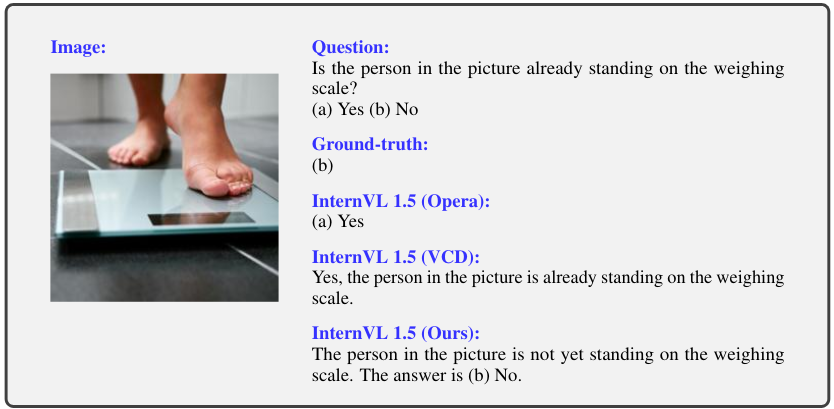 Image:
Question:
Is the person in the picture already standing on the weighing
scale?
(a) Yes (b) No
Ground-truth:
(b)
InternVL 1.5 (Opera):
(a) Yes
InternVL 1.5 (VCD):
Yes, the person in the picture is already standing on the weighing
scale.
InternVL 1.5 (Ours):
The person in the picture is not yet standing on the weighing
scale. The answer is (b) No.